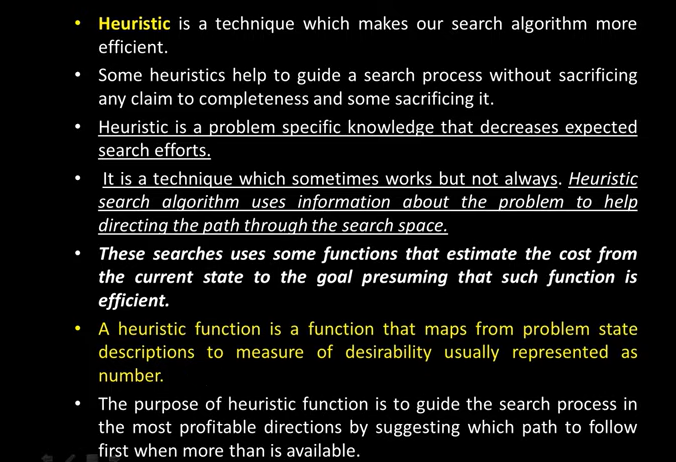 • Heuristic is a technique which makes our search algorithm more
efficient.
• Some heuristics help to guide a search process without sacrificing
any claim to completeness and some sacrificing it.
• Heuristic is a problem specific knowledge that decreases expected
search efforts.
• It is a technique which sometimes works but not always. Heuristic
search algorithm uses information about the problem to help
directing the path through the search space.
• These searches uses some functions that estimate the cost from
the current state to the goal presuming that such function is
efficient.
• A heuristic function is a function that maps from problem state
descriptions to measure of desirability usually represented as
number.
• The purpose of heuristic function is to guide the search process in
the most profitable directions by suggesting which path to follow
first when more than is available.